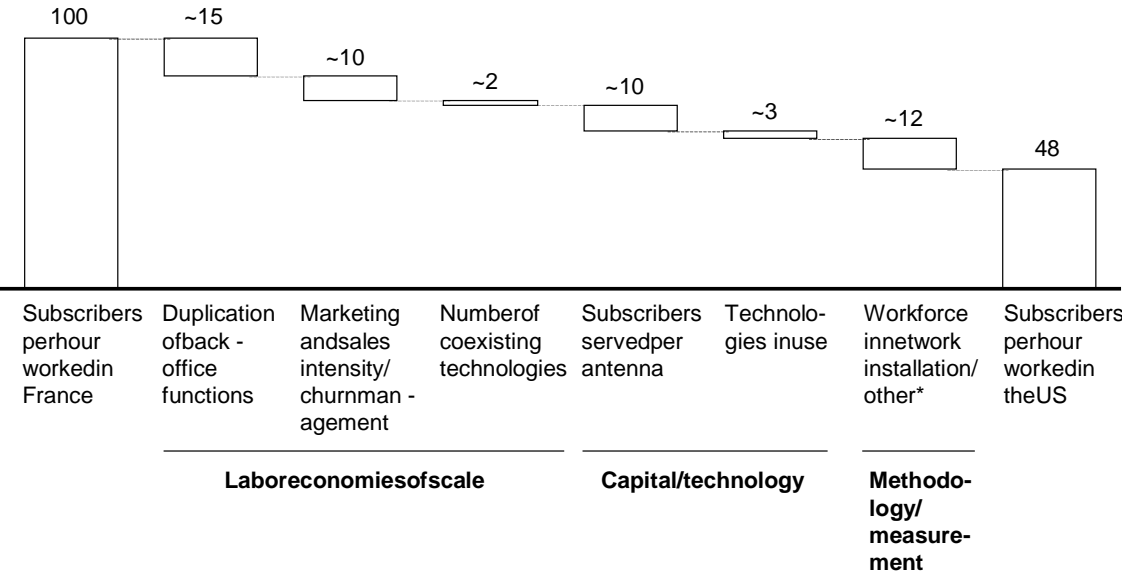 100
~15
~10
~2
~10
~3
~12
48
Subscribers
perhour
workedin
France
Duplication
ofback -
office
functions
Marketing
andsales
intensity/
churnman -
agement
Numberof
coexisting
technologies
Subscribers
servedper
antenna
Technolo-
gies inuse
Workforce
innetwork
installation/
other*
Subscribers
perhour
workedin
theUS
Laboreconomiesofscale
Capital/technology
Methodo-
logy/
measure-
ment